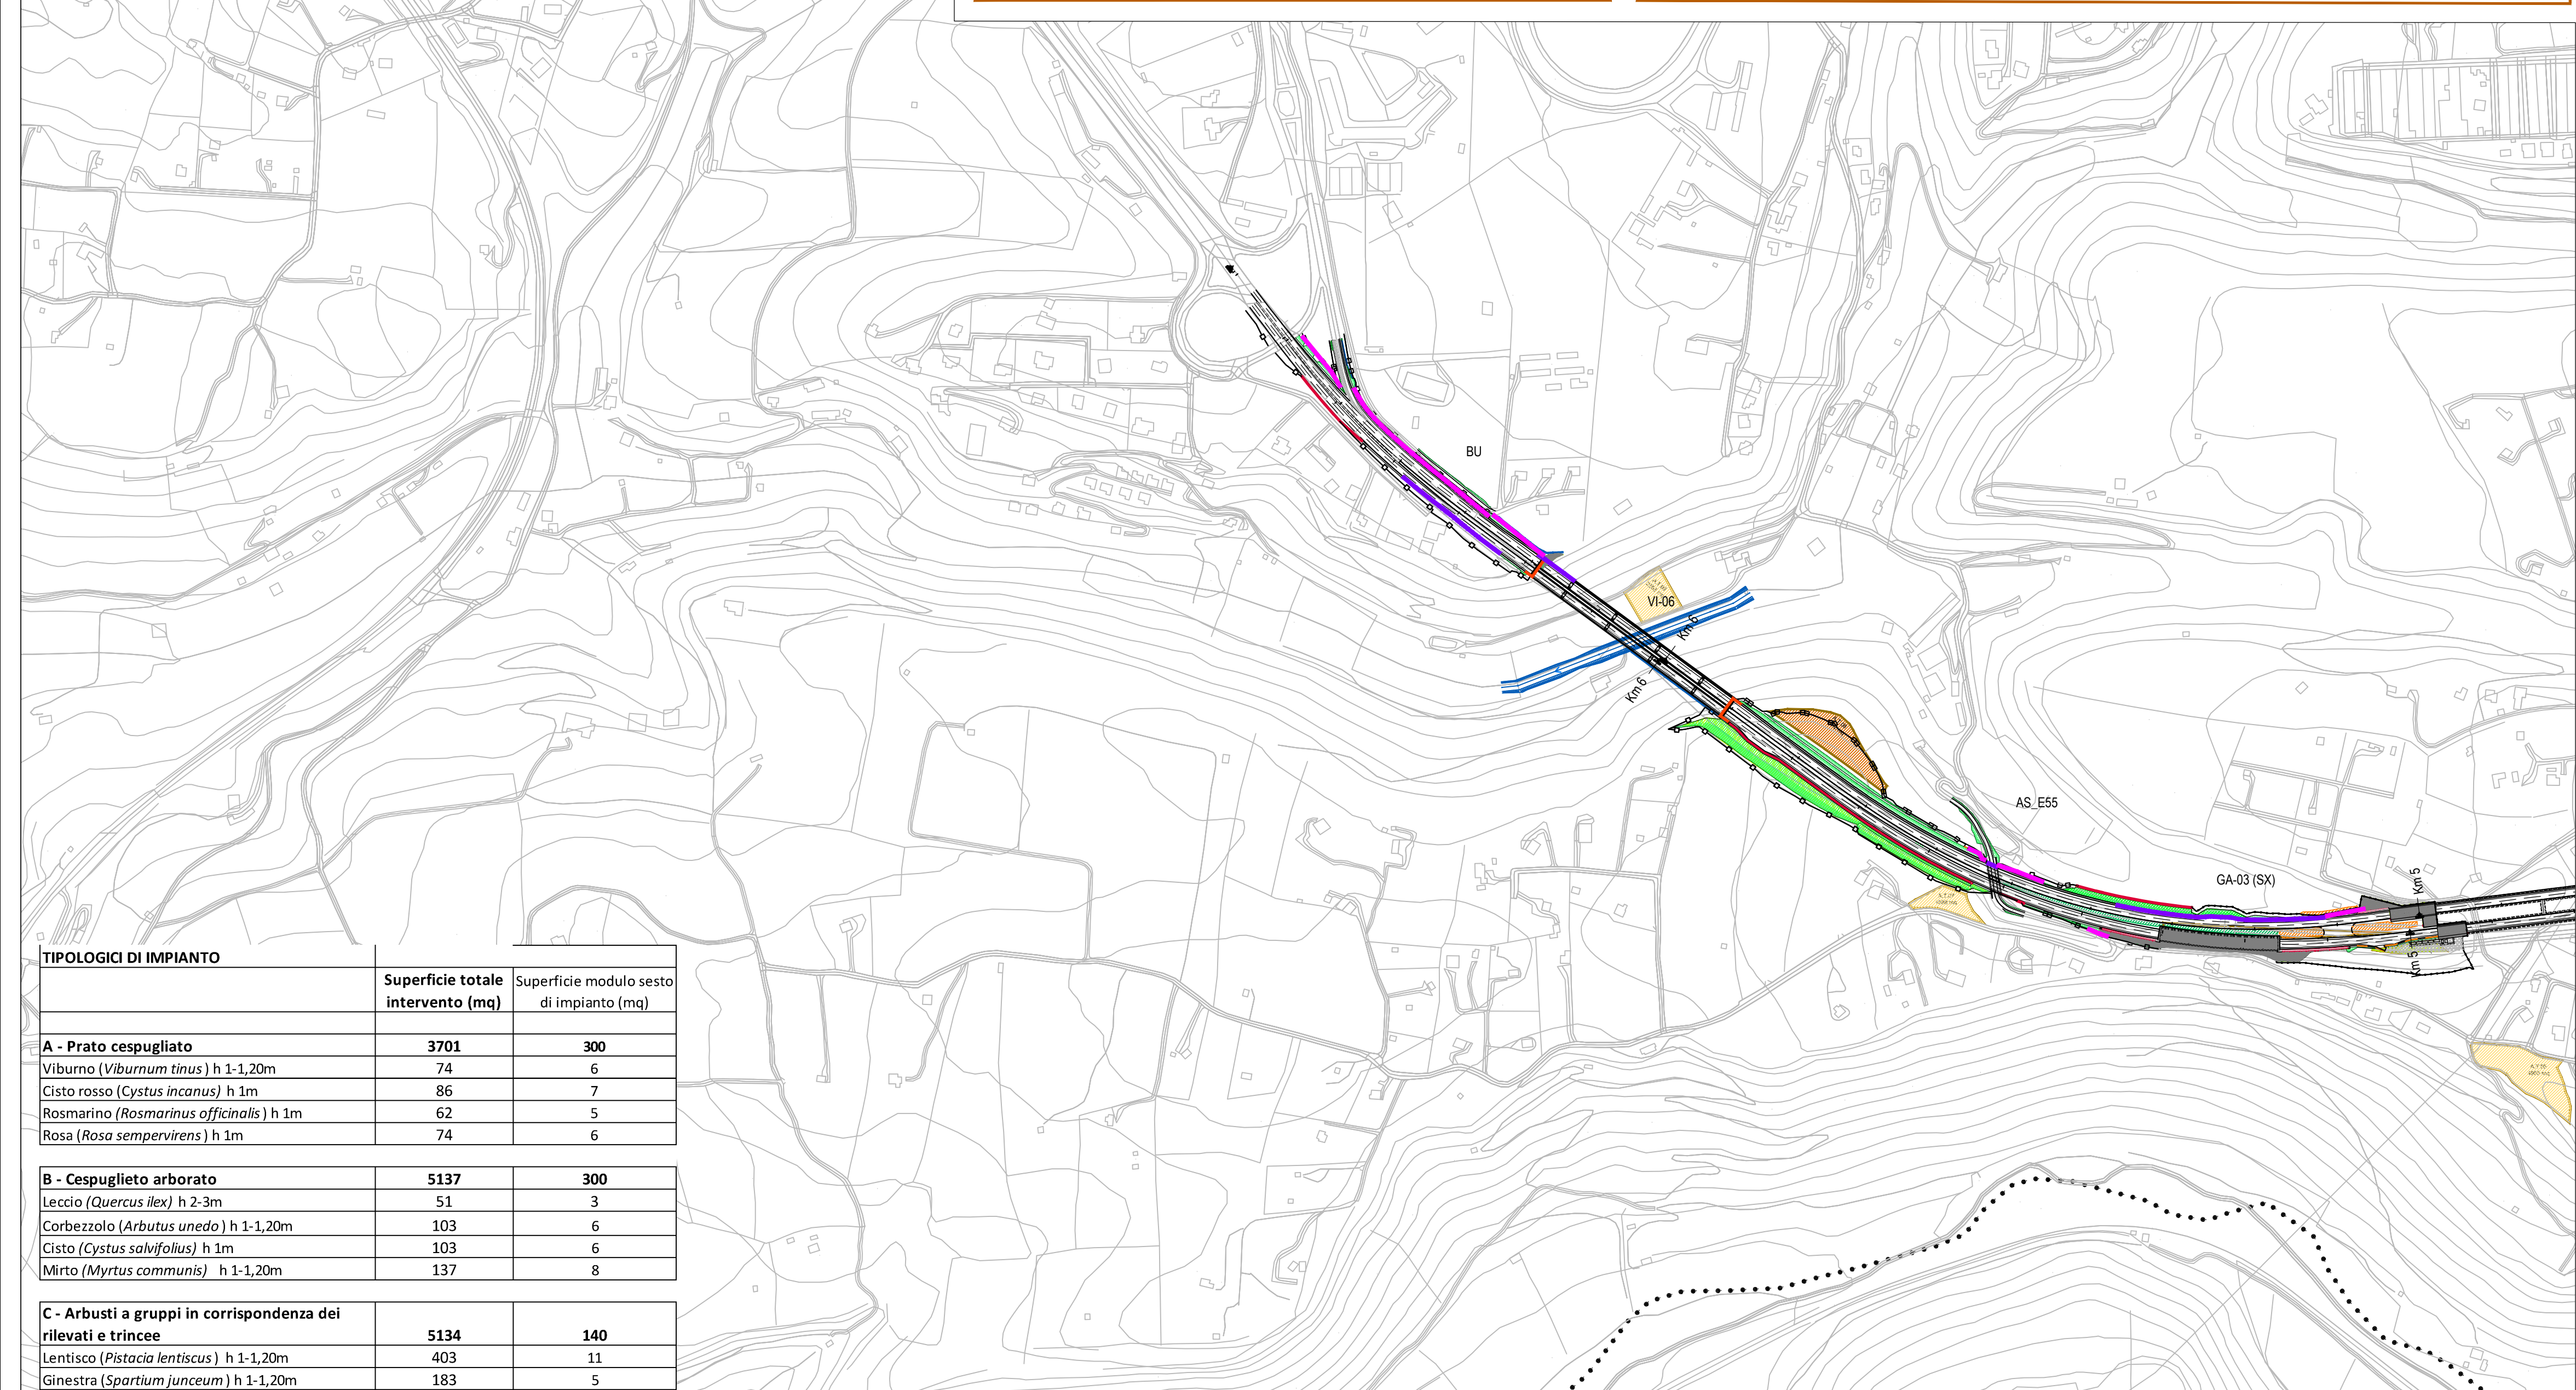 BU
VI-06
Km 6
Km 6
AS_E55
GA-03 (SX)
Km 5
Km 5
TIPOLOGICI DI IMPIANTO
Superficie totale intervento (mq) Superficie modulo sesto di impianto (mq)
A - Prato cespugliato 3701 300
Viburno (Viburnum tinus) h 1-1,20m 74 6
Cisto rosso (Cystus incanus) h 1m 86 7
Rosmarino (Rosmarinus officinalis) h 1m 62 5
Rosa (Rosa sempervirens) h 1m 74 6
B - Cespuglieto arborato 5137 300
Leccio (Quercus ilex) h 2-3m 51 3
Corbezzolo (Arbutus unedo) h 1-1,20m 103 6
Cisto (Cystus salvifolius) h 1m 103 6
Mirto (Myrtus communis) h 1-1,20m 137 8
C - Arbusti a gruppi in corrispondenza dei
rilevati e trincee 5134 140
Lentisco (Pistacia lentiscus) h 1-1,20m 403 11
Ginestra (Spartium junceum) h 1-1,20m 183 5